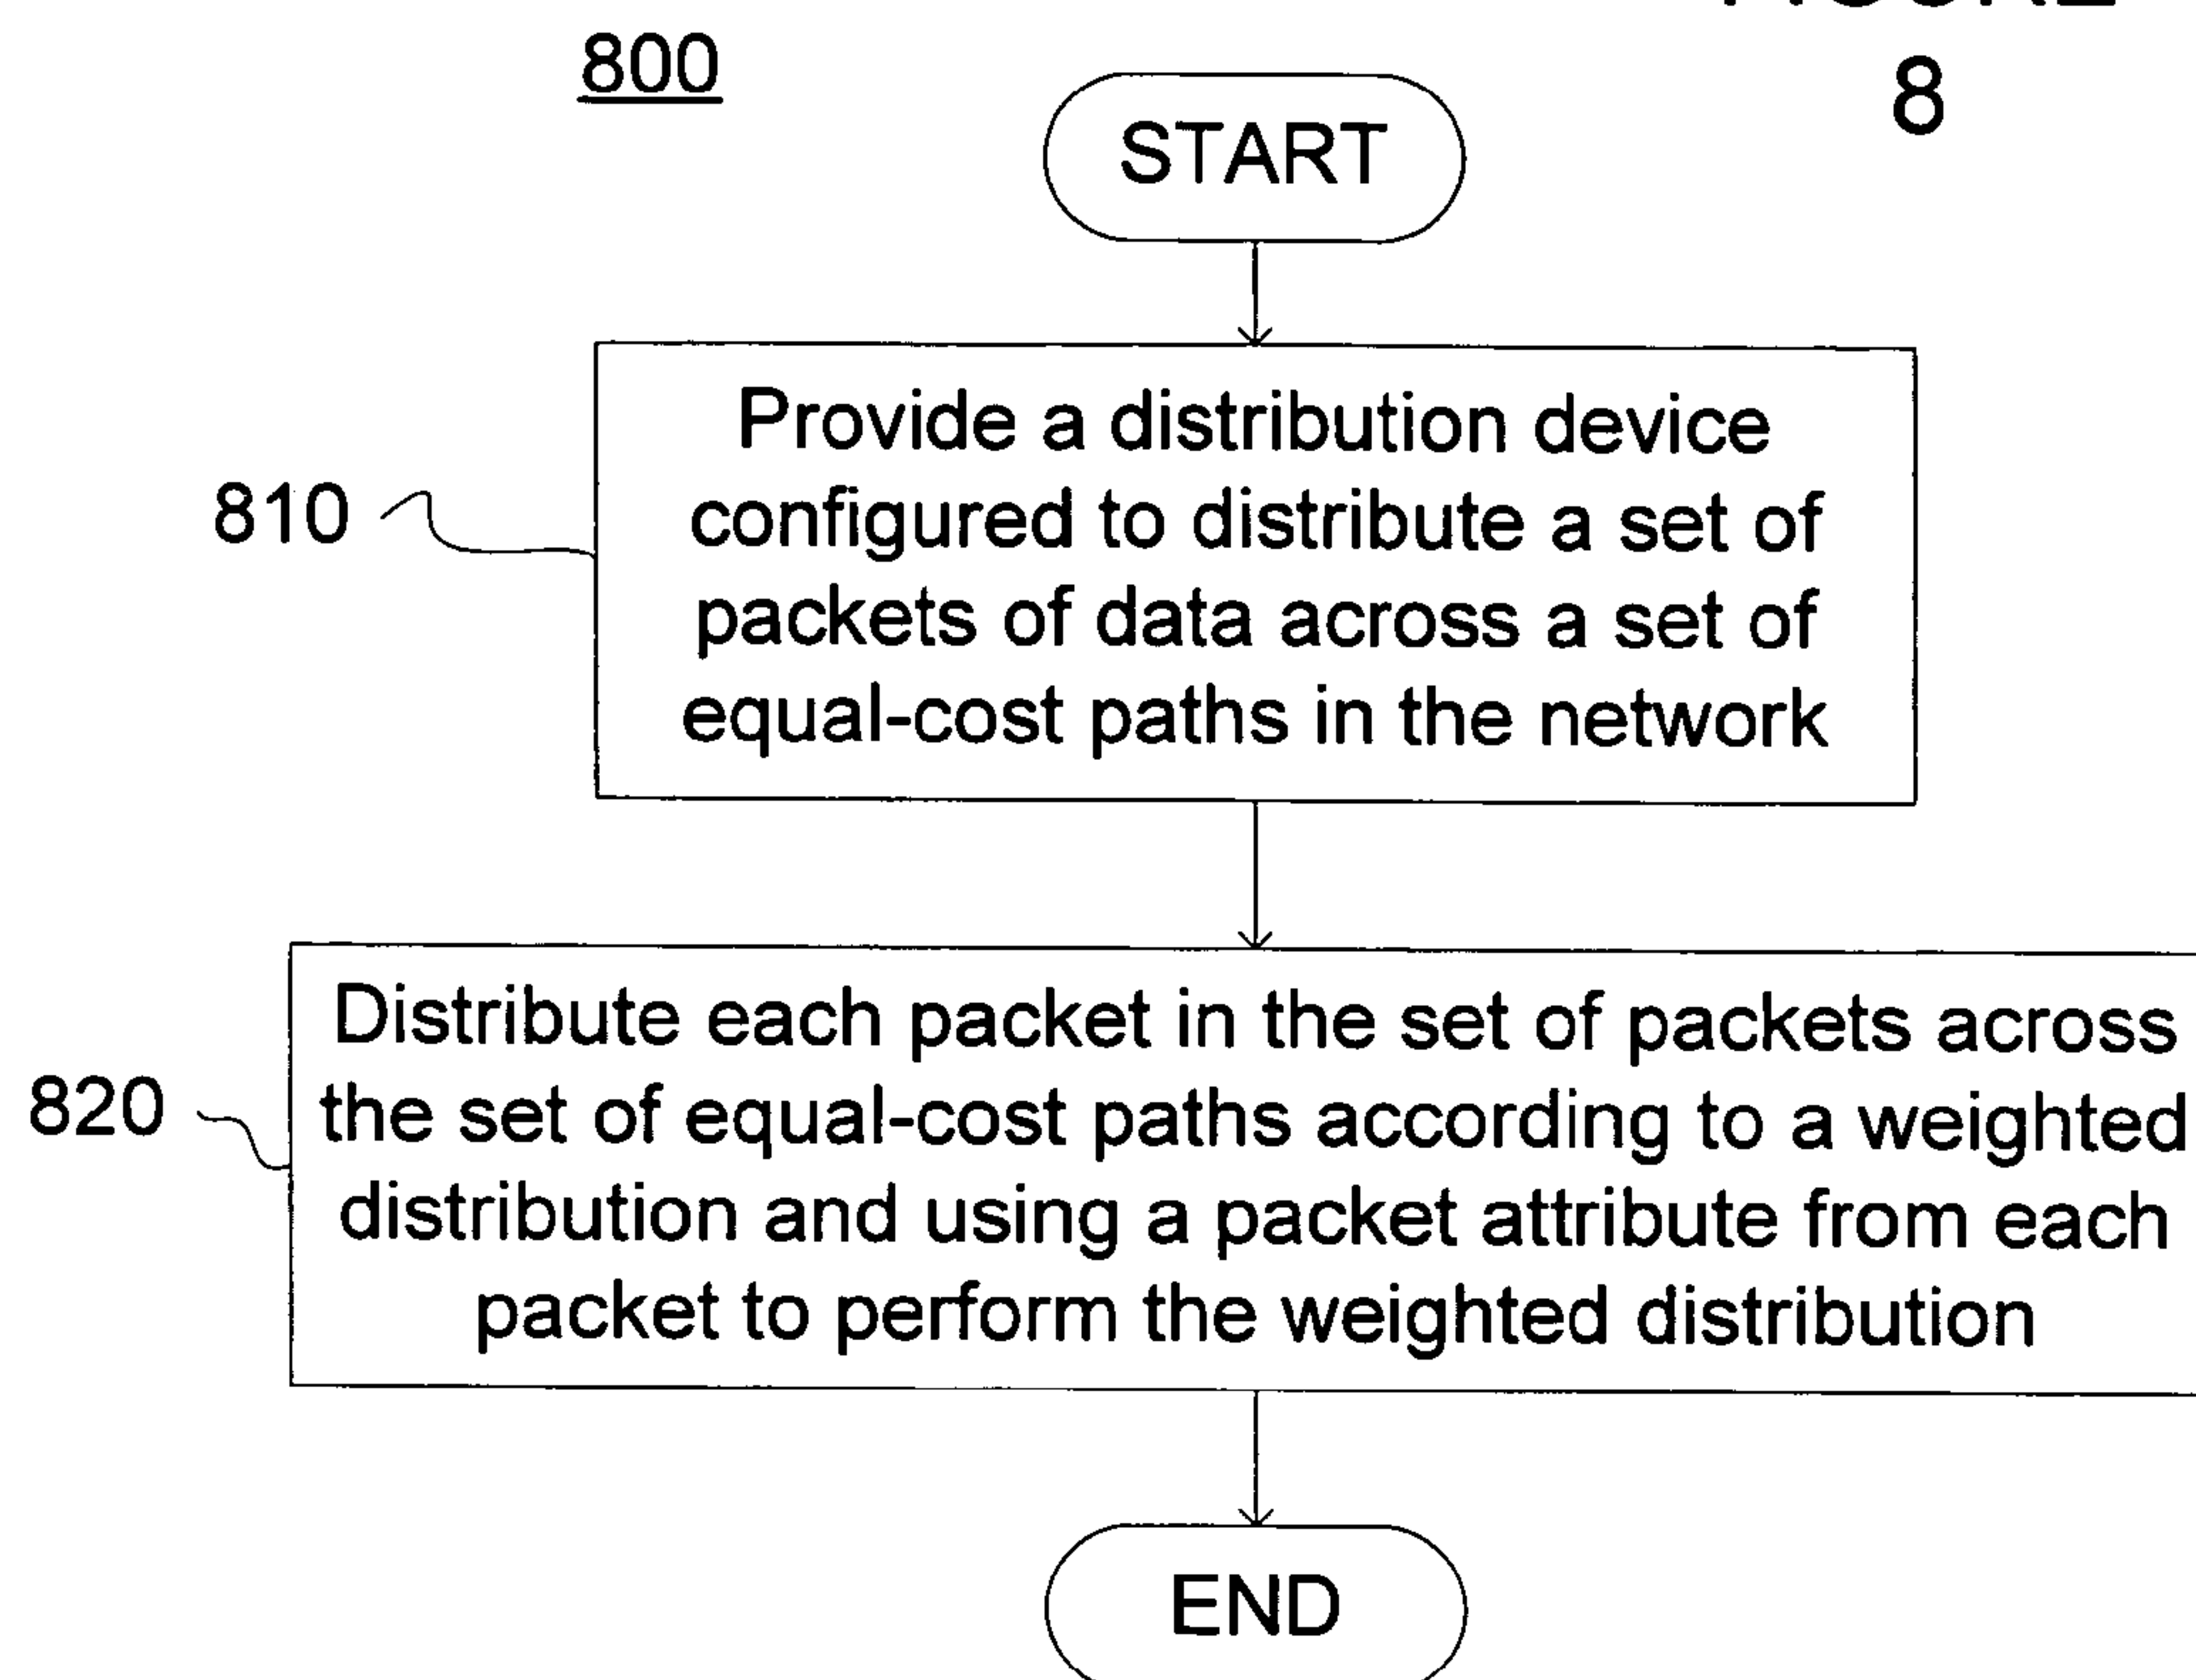 FIGURE
8
800
START
810
Provide a distribution device
configured to distribute a set of
packets of data across a set of
equal-cost paths in the network
820
Distribute each packet in the set of packets across
the set of equal-cost paths according to a weighted
distribution and using a packet attribute from each
packet to perform the weighted distribution
END